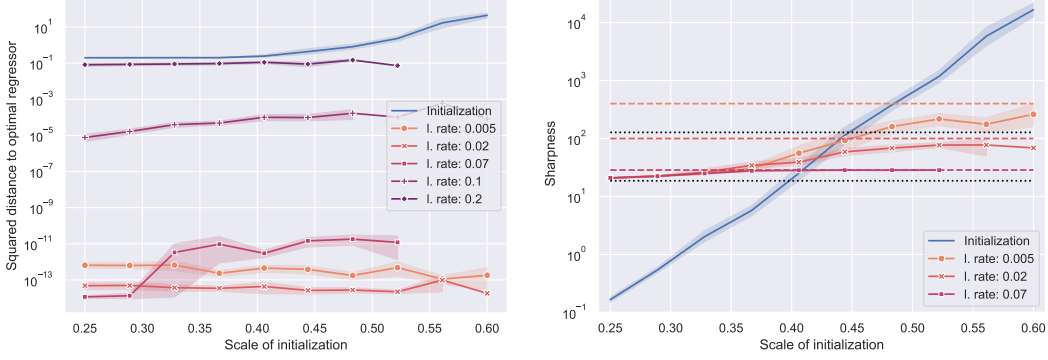 Squared distance to optimal regressor
10^1
10^-1
10^-3
10^-5
10^-7
10^-9
10^-11
10^-13
Initialization
l. rate: 0.005
l. rate: 0.02
l. rate: 0.07
l. rate: 0.1
l. rate: 0.2
0.25 0.30 0.35 0.40 0.45 0.50 0.55 0.60
Scale of initialization
Sharpness
10^4
10^3
10^2
10^1
10^0
10^-1
Initialization
l. rate: 0.005
l. rate: 0.02
l. rate: 0.07
0.25 0.30 0.35 0.40 0.45 0.50 0.55 0.60
Scale of initialization